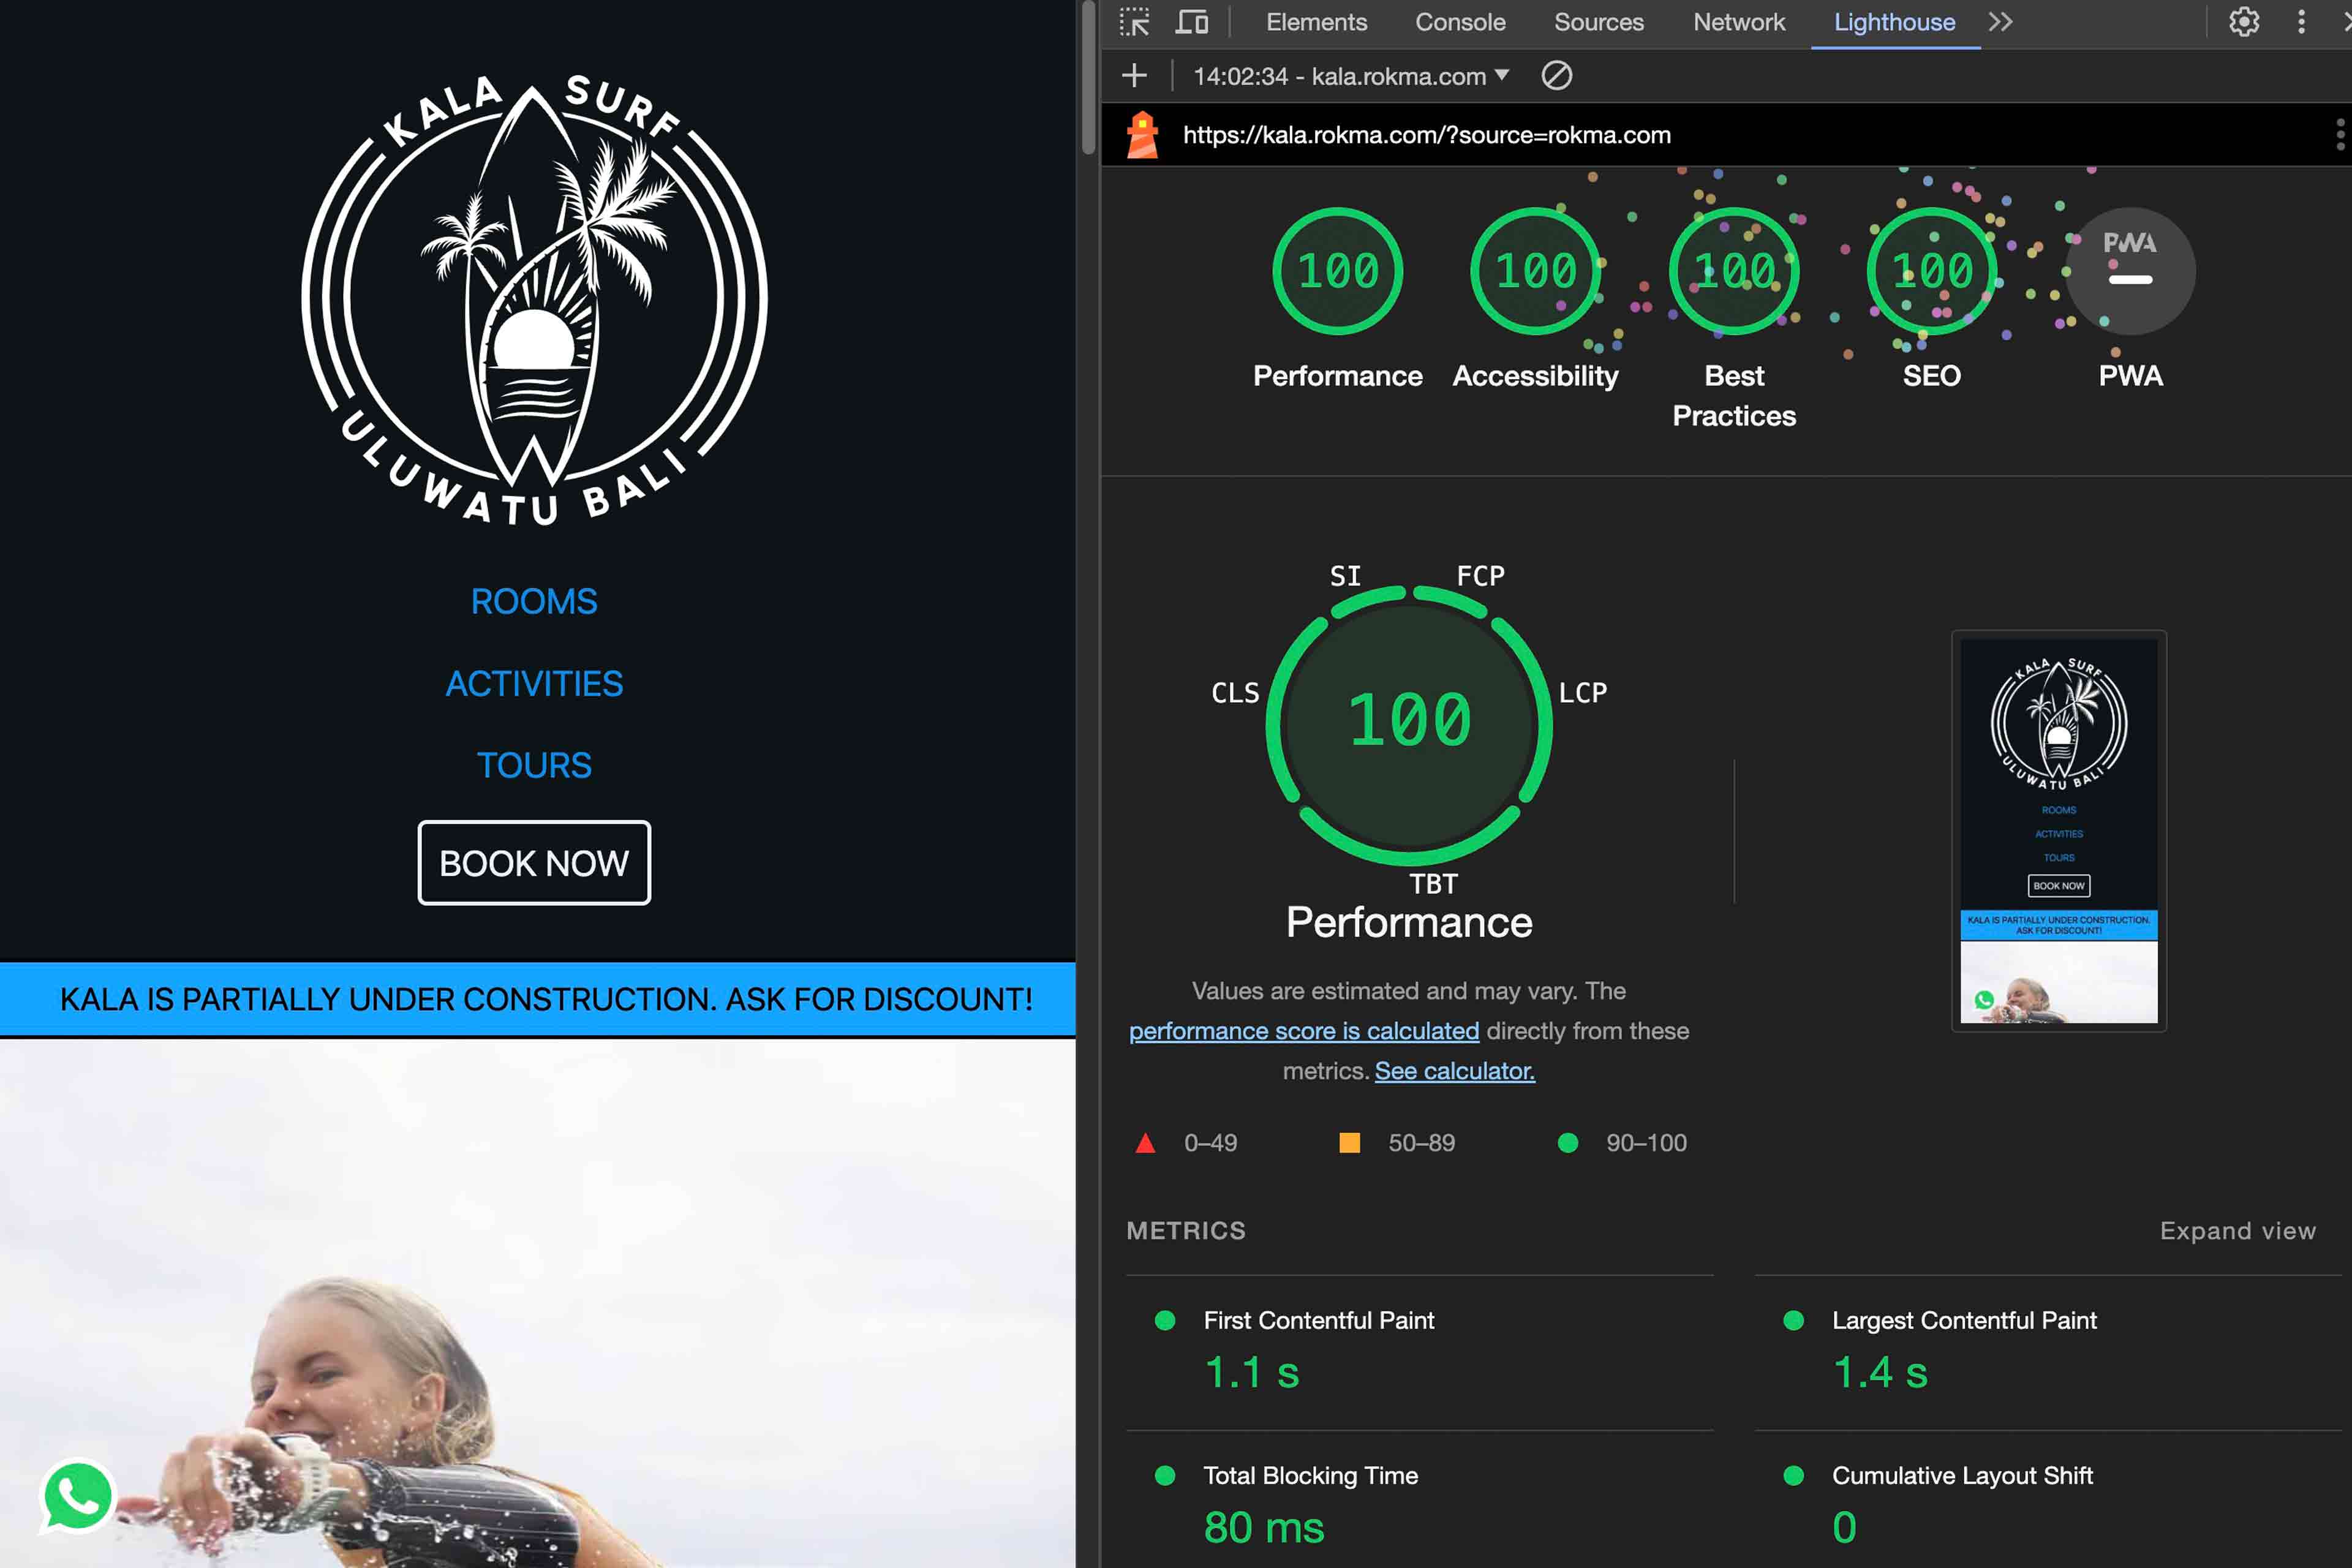 KALA SURF
ULUWATU BALI
ROOMS
ACTIVITIES
TOURS
BOOK NOW
KALA IS PARTIALLY UNDER CONSTRUCTION. ASK FOR DISCOUNT!
Elements Console Sources Network Lighthouse
14:02:34 - kala.rokma.com
https://kala.rokma.com/?source=rokma.com
100 100 100 100 PWA
Performance Accessibility Best Practices SEO PWA
SI FCP
CLS LCP
100
TBT
Performance
Values are estimated and may vary. The
performance score is calculated directly from these
metrics. See calculator.
0–49 50–89 90–100
KALA SURF
ULUWATU BALI
ROOMS
ACTIVITIES
TOURS
BOOK NOW
KALA IS PARTIALLY UNDER CONSTRUCTION.
ASK FOR DISCOUNT!
METRICS Expand view
First Contentful Paint
1.1 s
Largest Contentful Paint
1.4 s
Total Blocking Time
80 ms
Cumulative Layout Shift
0